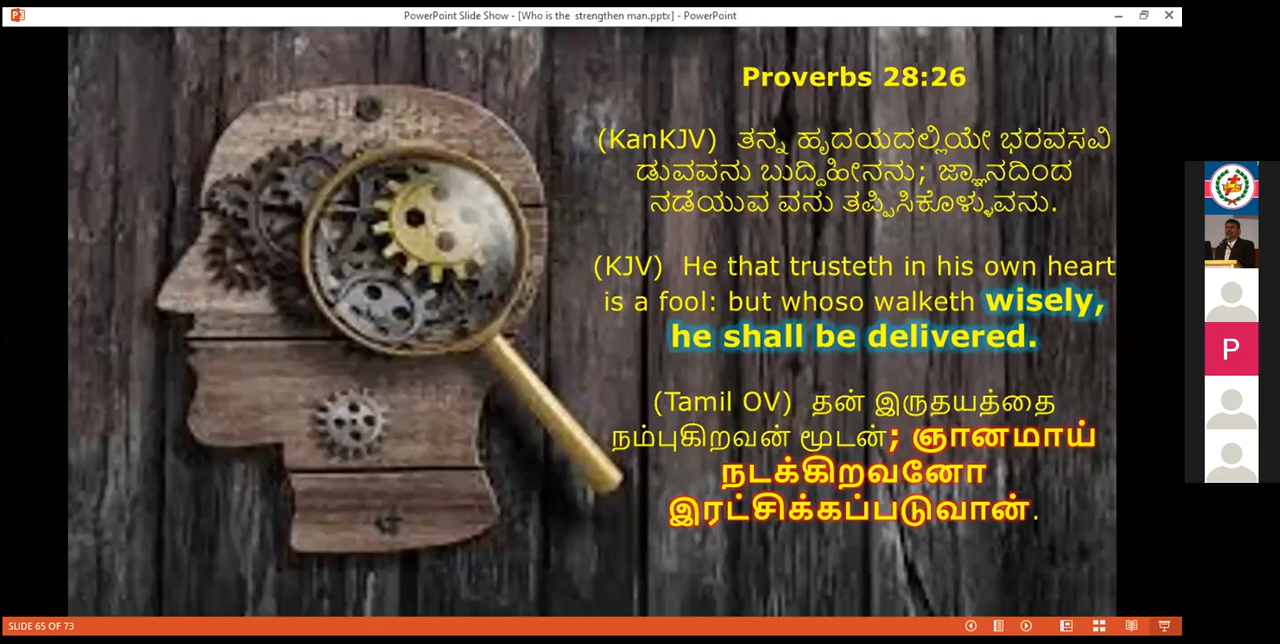 PowerPoint Slide Show - [Who is the strengthen man.pptx] - PowerPoint
Proverbs 28:26
(KanKJV) ತನ್ನ ಹೃದಯದಲ್ಲಿಯೇ ಭರವಸವಿ
ಡುವವನು ಬುದ್ಧಿಹೀನನು; ಜ್ಞಾನದಿಂದ
ನಡೆಯುವ ವನು ತಪ್ಪಿಸಿಕೊಳ್ಳುವನು.
(KJV) He that trusteth in his own heart
is a fool: but whoso walketh wisely,
he shall be delivered.
(Tamil OV) தன் இருதயத்தை
நம்புகிறவன் மூடன்; ஞானமாய்
நடக்கிறவனோ
இரட்சிக்கப்படுவான்.
P
SLIDE 65 OF 73